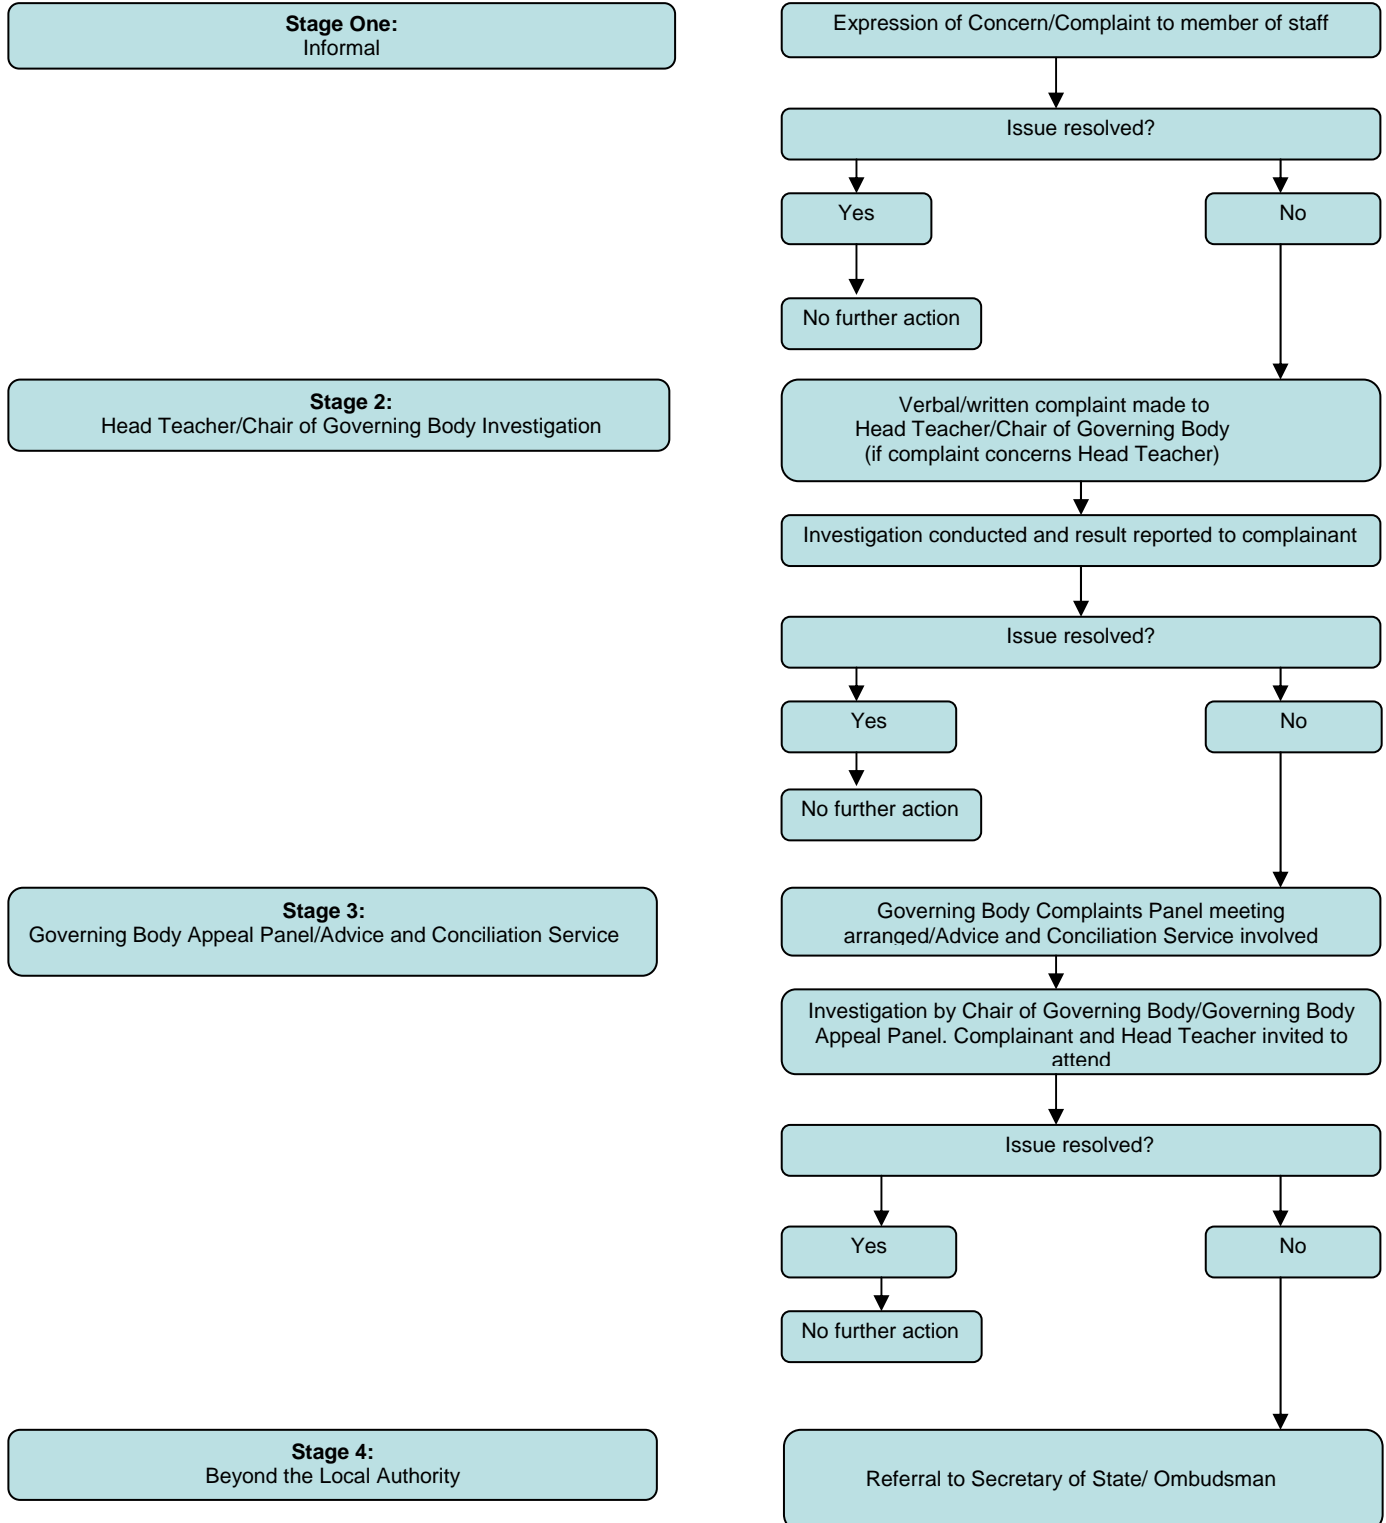 Stage One:
Informal
Expression of Concern/Complaint to member of staff
Issue resolved?
Yes
No
No further action
Stage 2:
Head Teacher/Chair of Governing Body Investigation
Verbal/written complaint made to
Head Teacher/Chair of Governing Body
(if complaint concerns Head Teacher)
Investigation conducted and result reported to complainant
Issue resolved?
Yes
No
No further action
Stage 3:
Governing Body Appeal Panel/Advice and Conciliation Service
Governing Body Complaints Panel meeting
arranged/Advice and Conciliation Service involved
Investigation by Chair of Governing Body/Governing Body
Appeal Panel. Complainant and Head Teacher invited to
attend
Issue resolved?
Yes
No
No further action
Stage 4:
Beyond the Local Authority
Referral to Secretary of State/ Ombudsman